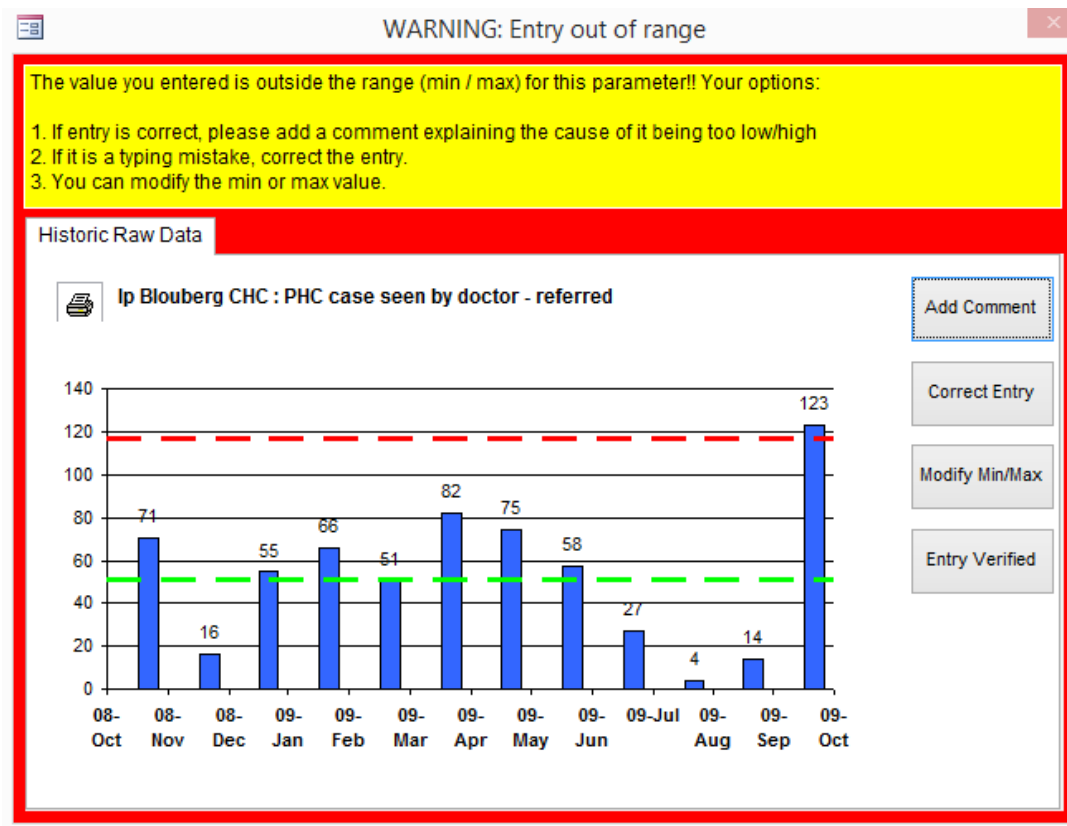 WARNING: Entry out of range
The value you entered is outside the range (min / max) for this parameter!! Your options:
1. If entry is correct, please add a comment explaining the cause of it being too low/high
2. If it is a typing mistake, correct the entry.
3. You can modify the min or max value.
Historic Raw Data
lp Blouberg CHC : PHC case seen by doctor - referred
Add Comment
Correct Entry
Modify Min/Max
Entry Verified
140
120
100
80
60
40
20
0
71
16
55
66
51
82
75
58
27
4
14
123
08-Oct
08-Nov
08-Dec
09-Jan
09-Feb
09-Mar
09-Apr
09-May
09-Jun
09-Jul
09-Aug
09-Sep
09-Oct